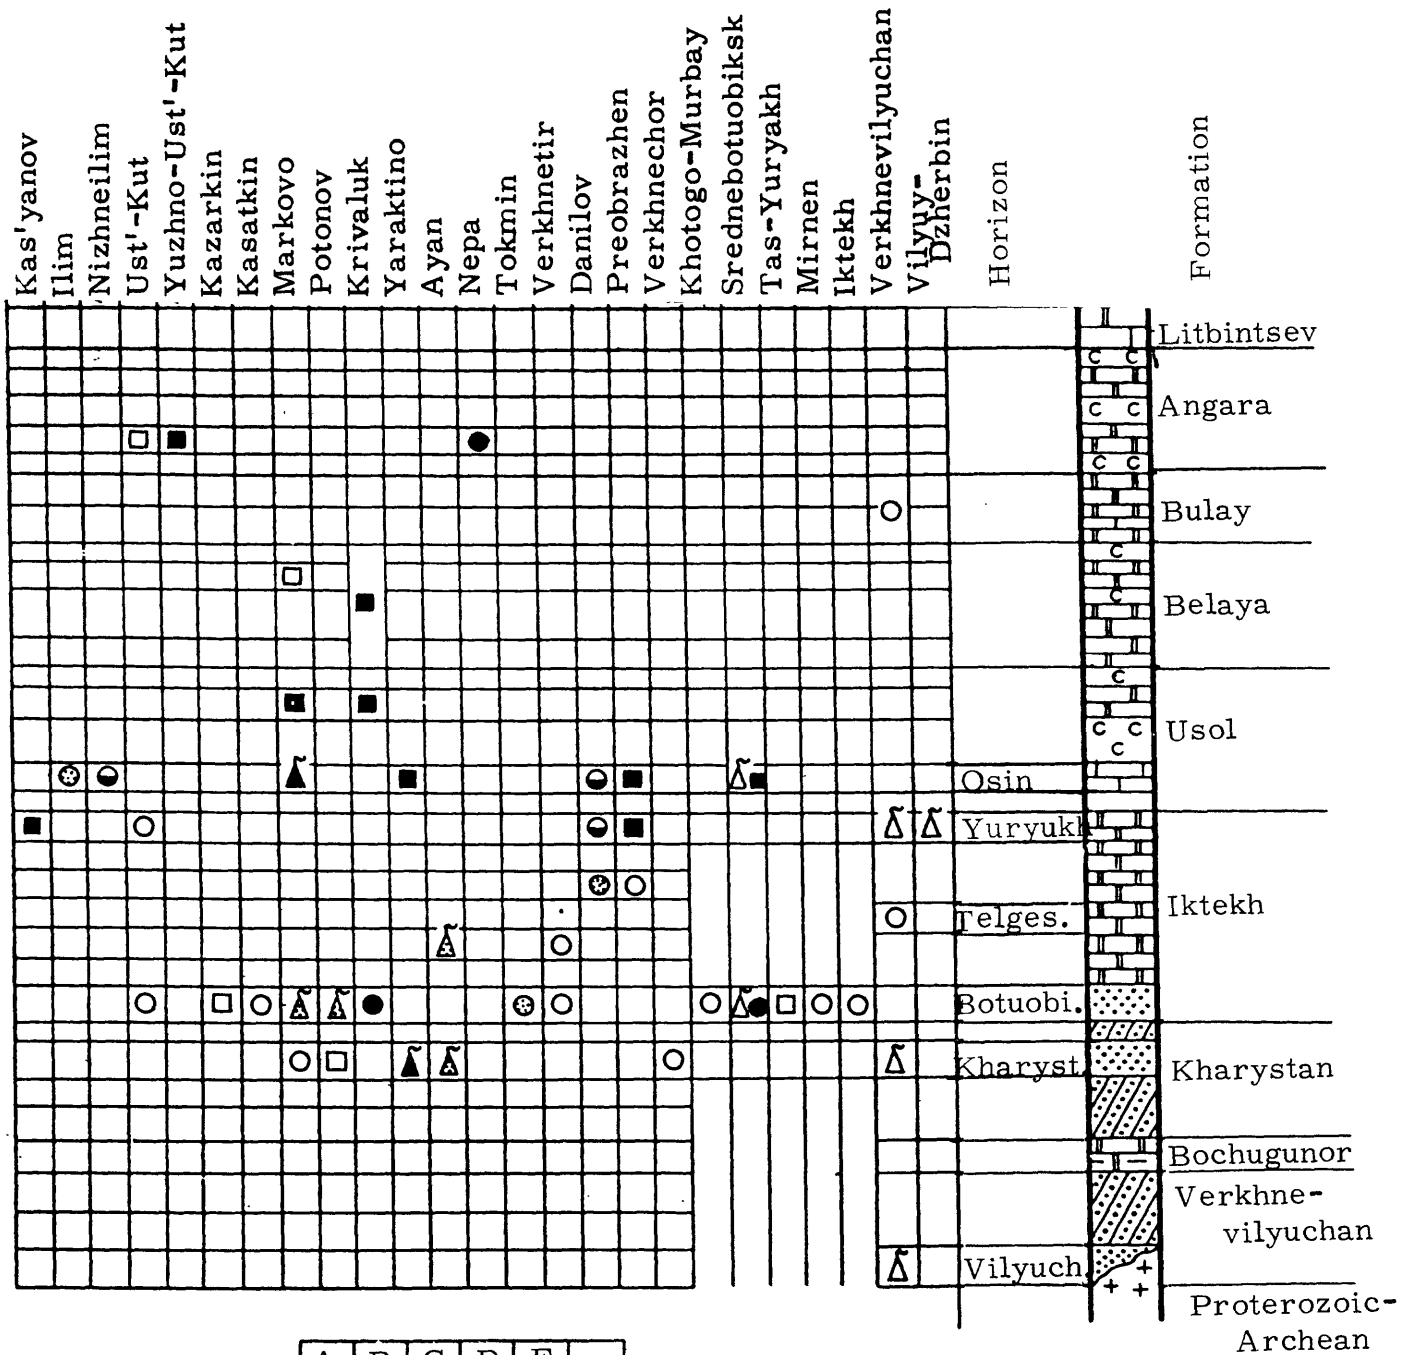 Kas'yanov
Ilim
Nizhneilim
Ust'-Kut
Yuzhno-Ust'-Kut
Kazarkin
Kasatkin
Markovo
Potonov
Krivaluk
Yaraktino
Ayan
Nepa
Tokmin
Verkhnetir
Danilov
Preobrazhen
Verkhnechor
Khotogo-Murbay
Srednebotuobiksk
Tas-Yuryakh
Mirnen
Iktekh
Verkhnevilyuchan
Vilyuy-
Dzherbin
Horizon
Formation
Litbintsev
Angara
Bulay
Belaya
Usol
Osin
Yuryukh
Iktekh
Telges.
Botuobi.
Kharyst.
Kharystan
Bochugunor
Verkhne-
vilyuchan
Vilyuch.
Proterozoic-
Archean
A B C D E